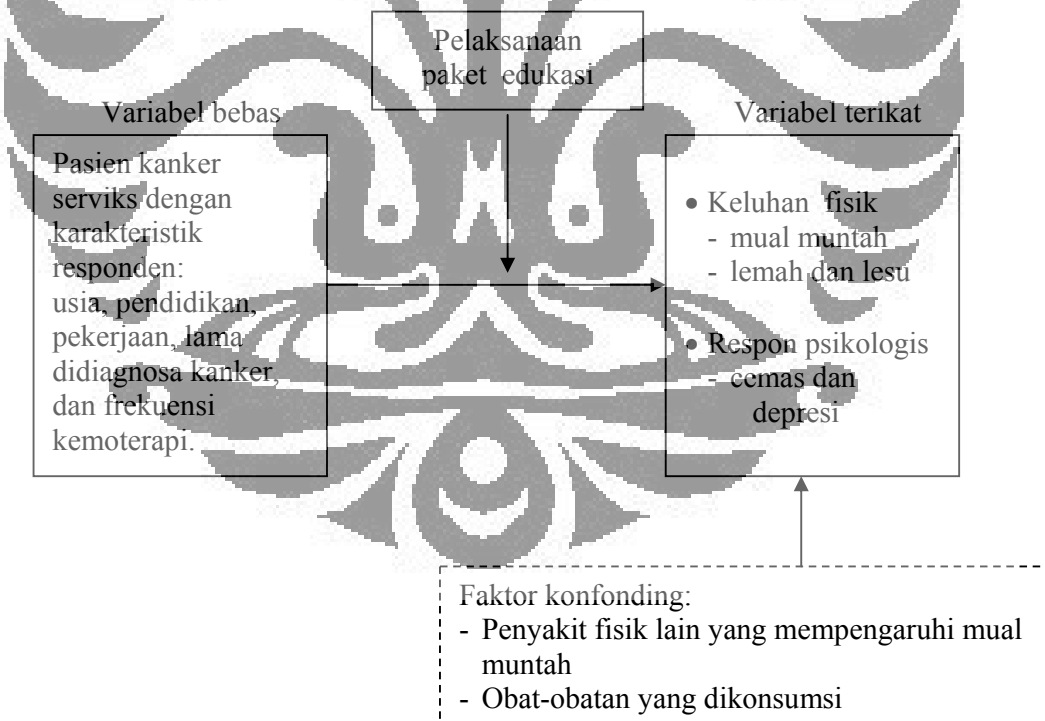 Pelaksanaan
paket edukasi
Variabel bebas
Pasien kanker
serviks dengan
karakteristik
responden:
usia, pendidikan,
pekerjaan, lama
didiagnosa kanker,
dan frekuensi
kemoterapi.
Variabel terikat
• Keluhan fisik
- mual muntah
- lemah dan lesu
• Respon psikologis
- cemas dan
depresi
Faktor konfonding:
- Penyakit fisik lain yang mempengaruhi mual
muntah
- Obat-obatan yang dikonsumsi